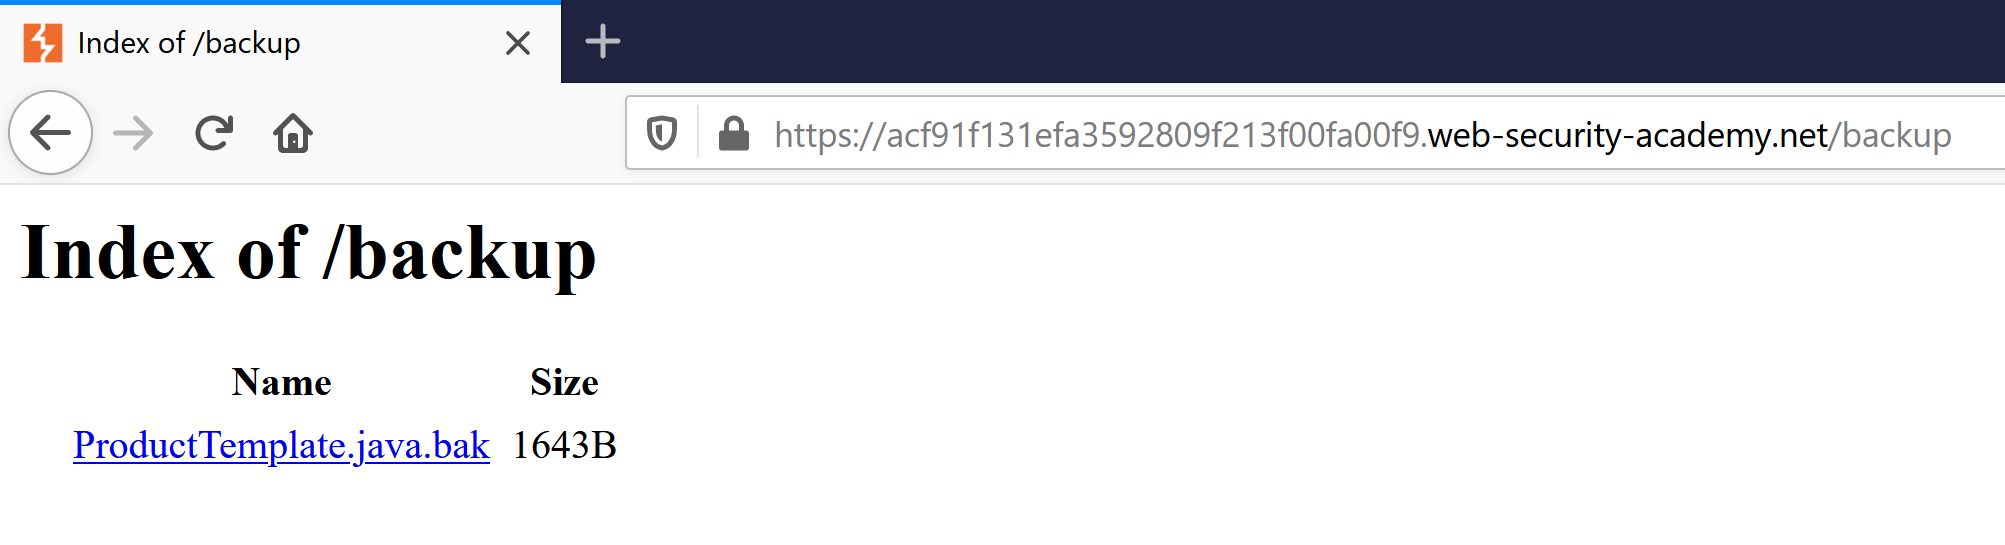 Index of /backup
https://acf91f131efa3592809f213f00fa00f9.web-security-academy.net/backup
Index of /backup
Name Size
ProductTemplate.java.bak 1643B